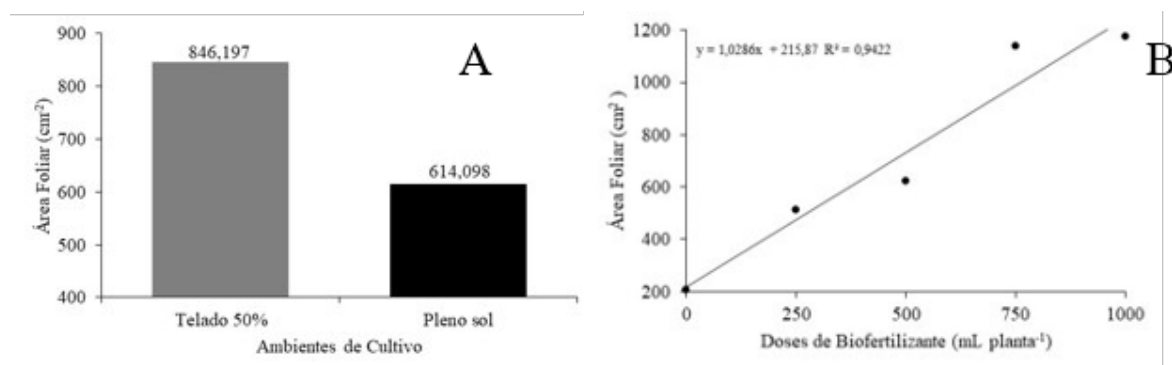 A
900
800
700
600
500
400
Área Foliar (cm²)
846,197
614,098
Telado 50%
Pleno sol
Ambientes de Cultivo
B
y = 1,0286x + 215,87 R² = 0,9422
1200
1000
800
600
400
200
Área Foliar (cm²)
0
250
500
750
1000
Doses de Biofertilizante (mL planta⁻¹)